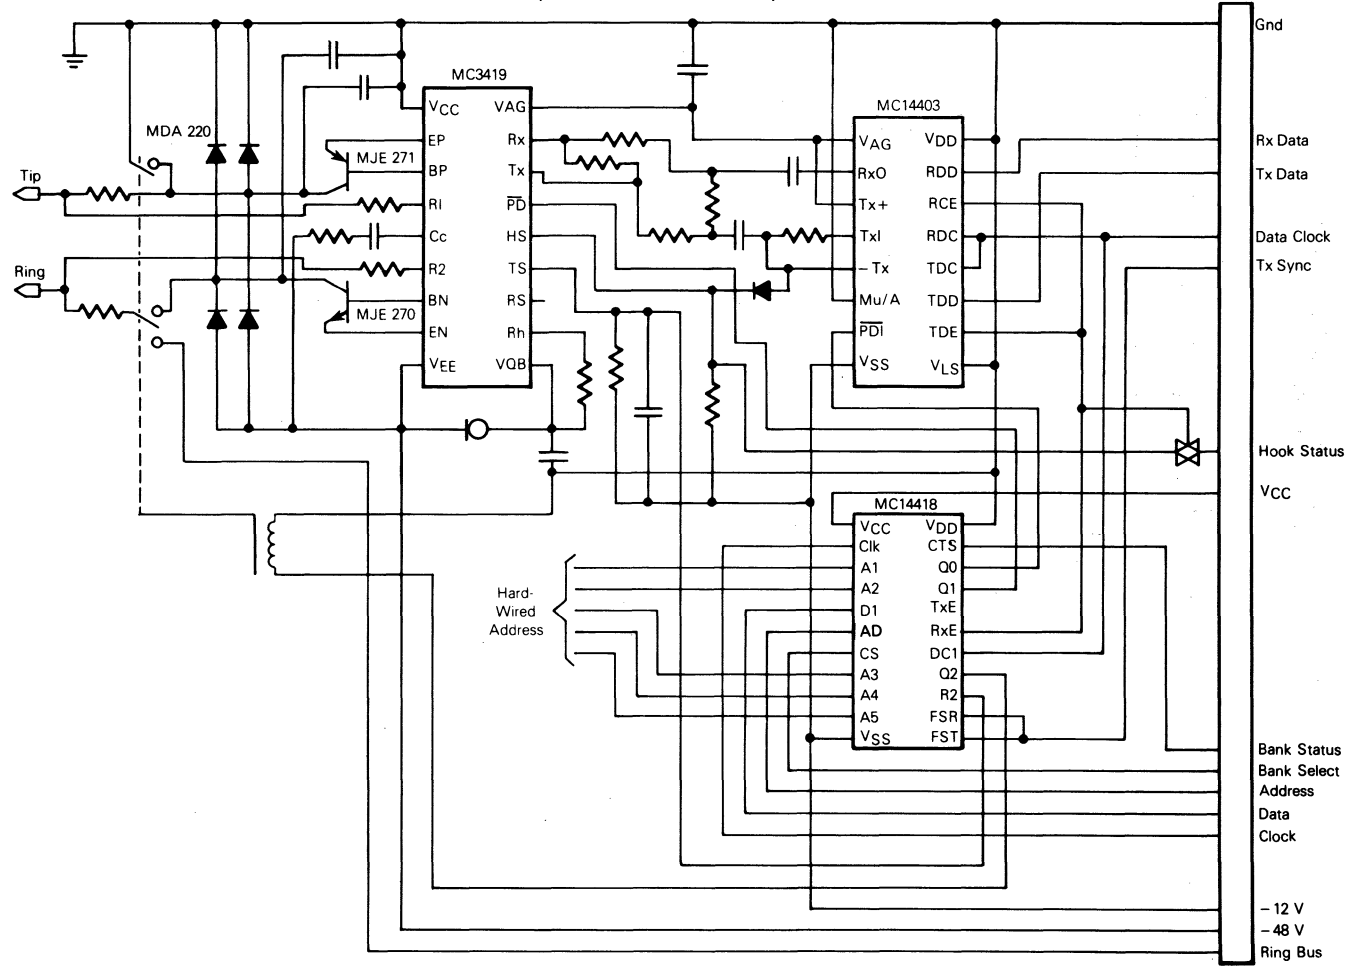 Gnd
MC3419
VCC
VAG
EP
Rx
BP
Tx
RI
PD
Cc
HS
R2
TS
BN
RS
EN
Rh
VEE
VQB
MDA 220
MJE 271
MJE 270
Tip
Ring
MC14403
VAG
VDD
RxO
RDD
Tx+
RCE
TxI
RDC
– Tx
TDC
Mu/A
TDD
PDI
TDE
VSS
VLS
Rx Data
Tx Data
Data Clock
Tx Sync
Hook Status
VCC
MC14418
VCC
VDD
Clk
CTS
A1
Q0
A2
Q1
D1
TxE
AD
RxE
CS
DC1
A3
Q2
A4
R2
A5
FSR
VSS
FST
Hard-
Wired
Address
Bank Status
Bank Select
Address
Data
Clock
– 12 V
– 48 V
Ring Bus